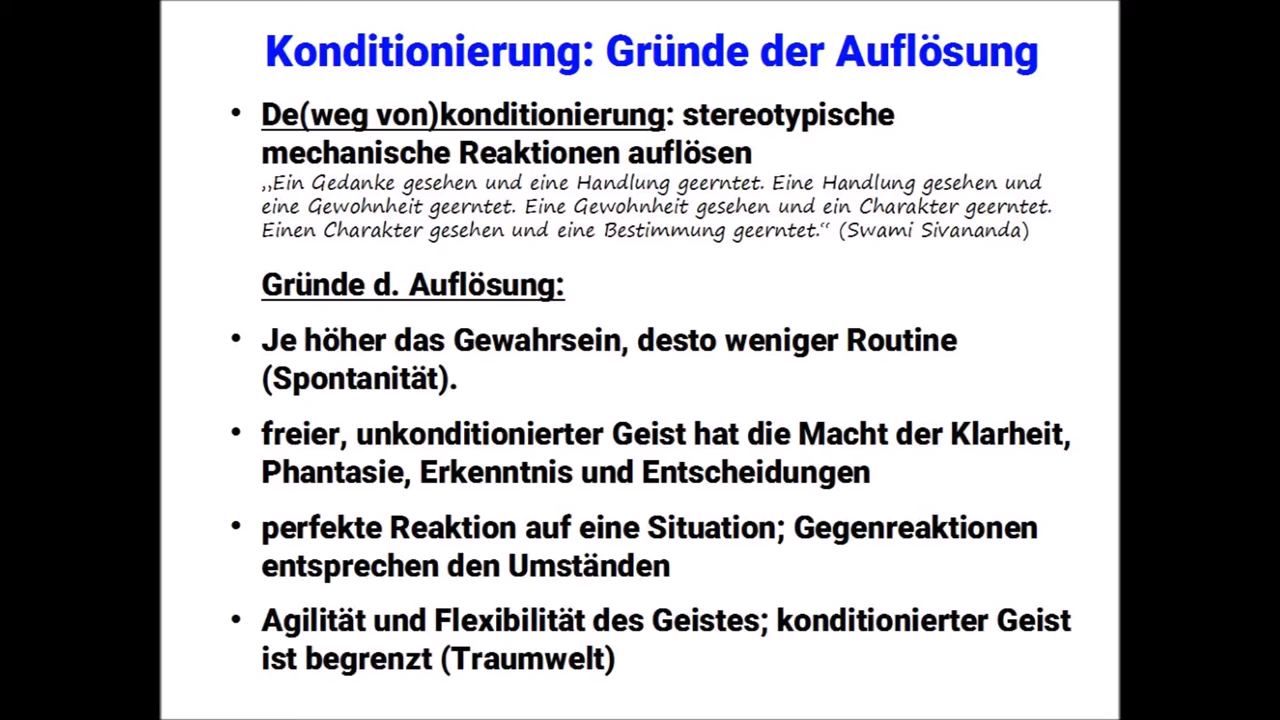 Konditionierung: Gründe der Auflösung
• De(weg von)konditionierung: stereotypische
mechanische Reaktionen auflösen
„Ein Gedanke gesehen und eine Handlung geerntet. Eine Handlung gesehen und
eine Gewohnheit geerntet. Eine Gewohnheit gesehen und ein Charakter geerntet.
Einen Charakter gesehen und eine Bestimmung geerntet.“ (Swami Sivananda)
Gründe d. Auflösung:
• Je höher das Gewahrsein, desto weniger Routine
(Spontanität).
• freier, unkonditionierter Geist hat die Macht der Klarheit,
Phantasie, Erkenntnis und Entscheidungen
• perfekte Reaktion auf eine Situation; Gegenreaktionen
entsprechen den Umständen
• Agilität und Flexibilität des Geistes; konditionierter Geist
ist begrenzt (Traumwelt)